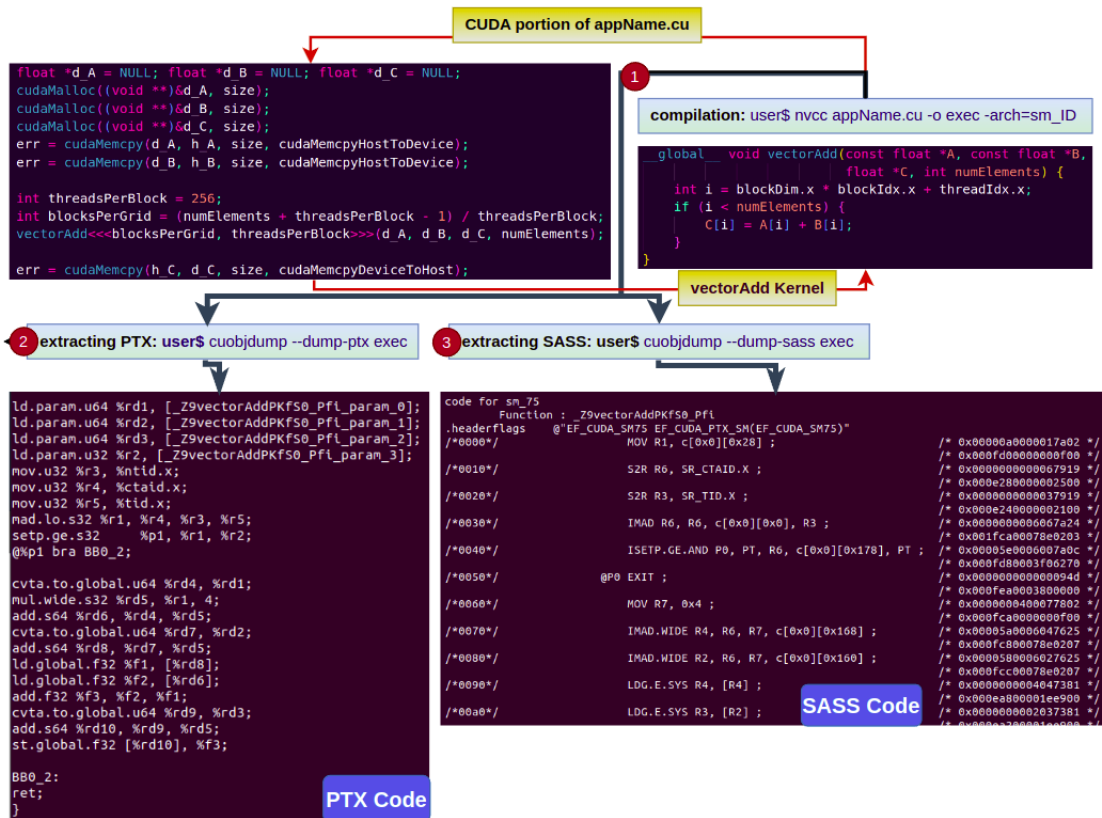 CUDA portion of appName.cu
float *d_A = NULL; float *d_B = NULL; float *d_C = NULL;
cudaMalloc((void **)&d_A, size);
cudaMalloc((void **)&d_B, size);
cudaMalloc((void **)&d_C, size);
err = cudaMemcpy(d_A, h_A, size, cudaMemcpyHostToDevice);
err = cudaMemcpy(d_B, h_B, size, cudaMemcpyHostToDevice);
int threadsPerBlock = 256;
int blocksPerGrid = (numElements + threadsPerBlock - 1) / threadsPerBlock;
vectorAdd<<<blocksPerGrid, threadsPerBlock>>>(d_A, d_B, d_C, numElements);
err = cudaMemcpy(h_C, d_C, size, cudaMemcpyDeviceToHost);
1
compilation: user$ nvcc appName.cu -o exec -arch=sm_ID
__global__ void vectorAdd(const float *A, const float *B,
float *C, int numElements) {
int i = blockDim.x * blockIdx.x + threadIdx.x;
if (i < numElements) {
C[i] = A[i] + B[i];
}
}
vectorAdd Kernel
2
extracting PTX: user$ cuobjdump --dump-ptx exec
3
extracting SASS: user$ cuobjdump --dump-sass exec
ld.param.u64 %rd1, [_Z9vectorAddPKfS0_Pfi_param_0];
ld.param.u64 %rd2, [_Z9vectorAddPKfS0_Pfi_param_1];
ld.param.u64 %rd3, [_Z9vectorAddPKfS0_Pfi_param_2];
ld.param.u32 %r2, [_Z9vectorAddPKfS0_Pfi_param_3];
mov.u32 %r3, %ntid.x;
mov.u32 %r4, %ctaid.x;
mov.u32 %r5, %tid.x;
mad.lo.s32 %r1, %r4, %r3, %r5;
setp.ge.s32 %p1, %r1, %r2;
@%p1 bra BB0_2;
cvta.to.global.u64 %rd4, %rd1;
mul.wide.s32 %rd5, %r1, 4;
add.s64 %rd6, %rd4, %rd5;
cvta.to.global.u64 %rd7, %rd2;
add.s64 %rd8, %rd7, %rd5;
ld.global.f32 %f1, [%rd8];
ld.global.f32 %f2, [%rd6];
add.f32 %f3, %f2, %f1;
cvta.to.global.u64 %rd9, %rd3;
add.s64 %rd10, %rd9, %rd5;
st.global.f32 [%rd10], %f3;
BB0_2:
ret;
}
PTX Code
code for sm_75
Function : _Z9vectorAddPKfS0_Pfi
.headerflags @"EF_CUDA_SM75 EF_CUDA_PTX_SM(EF_CUDA_SM75)"
/*0000*/ MOV R1, c[0x0][0x28] ; /* 0x00000a0000017a02 */
/* 0x000fd00000000f00 */
/*0010*/ S2R R6, SR_CTAID.X ; /* 0x0000000000067919 */
/* 0x000e280000002500 */
/*0020*/ S2R R3, SR_TID.X ; /* 0x0000000000037919 */
/* 0x000e240000002100 */
/*0030*/ IMAD R6, R6, c[0x0][0x0], R3 ; /* 0x0000000006067a24 */
/* 0x001fca00078e0203 */
/*0040*/ ISETP.GE.AND P0, PT, R6, c[0x0][0x178], PT ; /* 0x00005e0006007a0c */
/* 0x000fd80003f06270 */
/*0050*/ @P0 EXIT ; /* 0x000000000000094d */
/* 0x000fea0003800000 */
/*0060*/ MOV R7, 0x4 ; /* 0x0000000400077802 */
/* 0x000fca0000000f00 */
/*0070*/ IMAD.WIDE R4, R6, R7, c[0x0][0x168] ; /* 0x00005a0006047625 */
/* 0x000fc800078e0207 */
/*0080*/ IMAD.WIDE R2, R6, R7, c[0x0][0x160] ; /* 0x0000580006027625 */
/* 0x000fcc00078e0207 */
/*0090*/ LDG.E.SYS R4, [R4] ; /* 0x0000000004047381 */
/* 0x000ea800001ee900 */
/*00a0*/ LDG.E.SYS R3, [R2] ; /* 0x0000000002037381 */
SASS Code